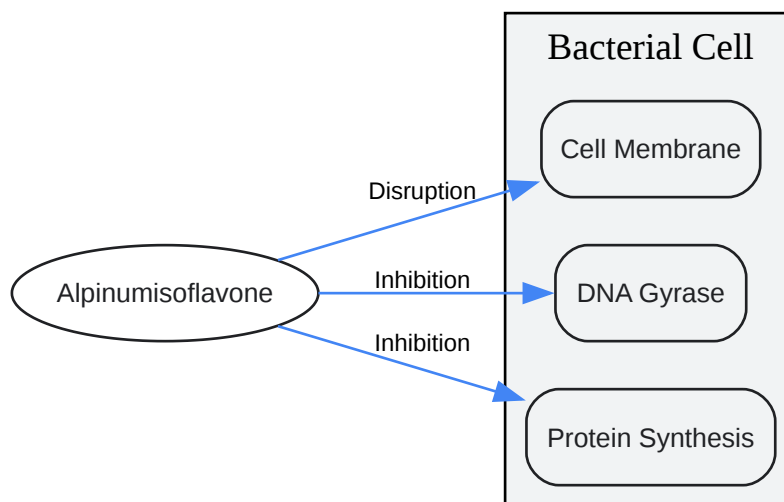 Bacterial Cell
Cell Membrane
Disruption
Alpinumisoflavone
Inhibition
DNA Gyrase
Inhibition
Protein Synthesis